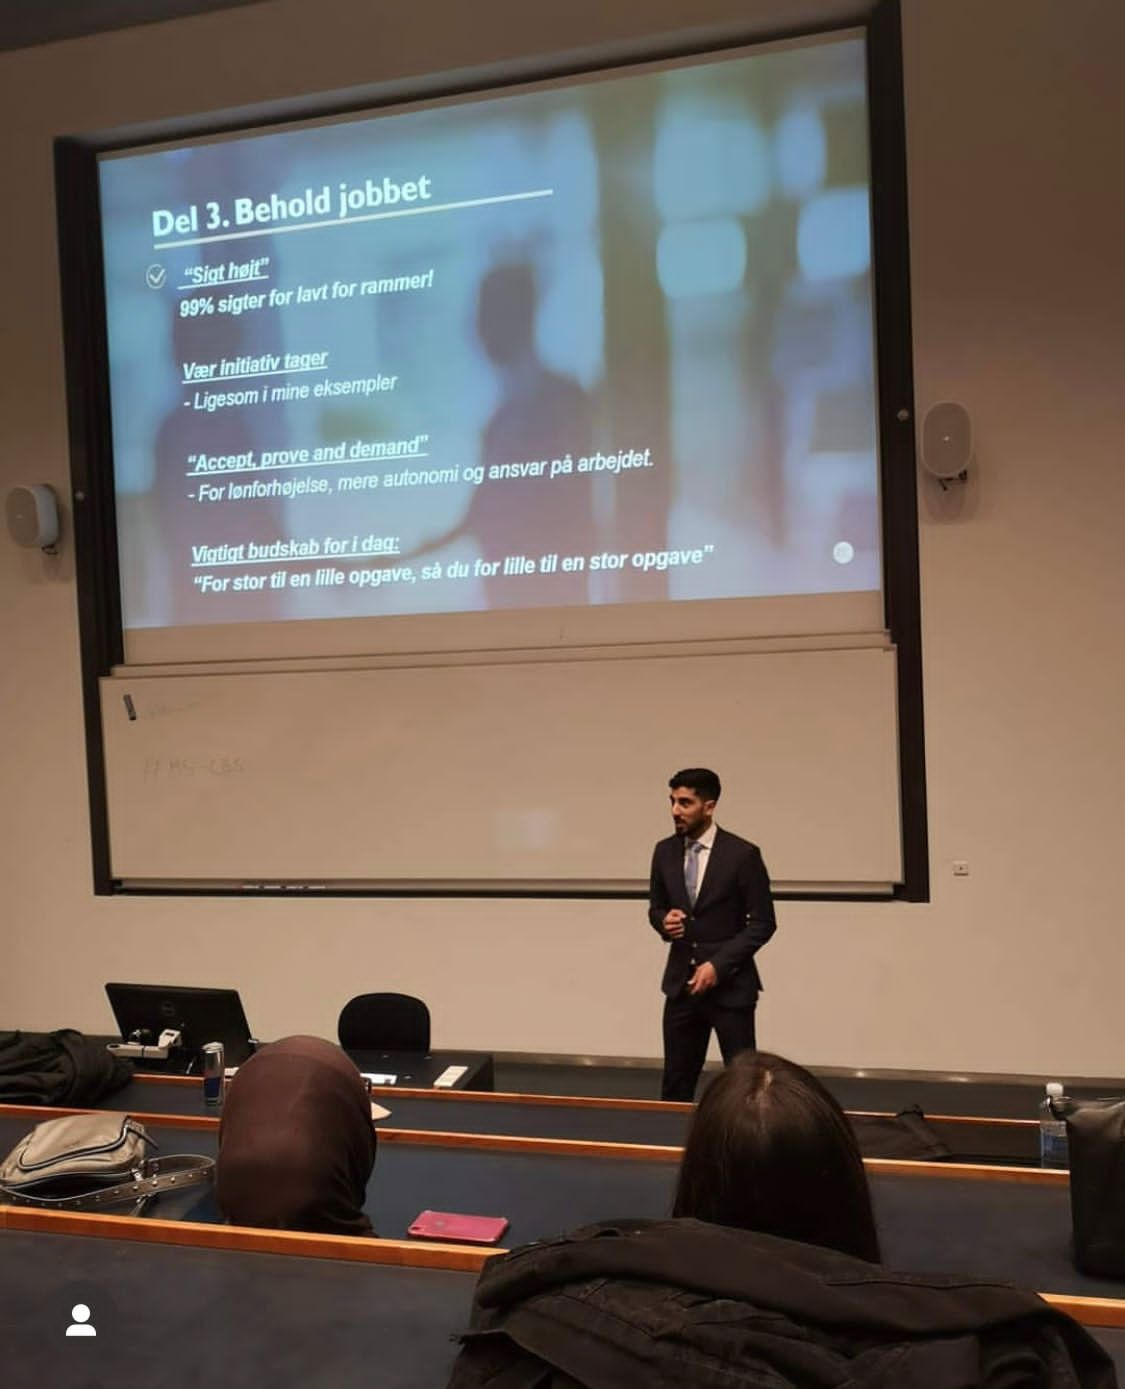 Del 3. Behold jobbet
“Sigt højt”
99% sigter for lavt for rammer!
Vær initiativ tager
- Ligesom i mine eksempler
“Accept, prove and demand”
- For lønforhøjelse, mere autonomi og ansvar på arbejdet.
Vigtigt budskab for i dag:
“For stor til en lille opgave, så du for lille til en stor opgave”